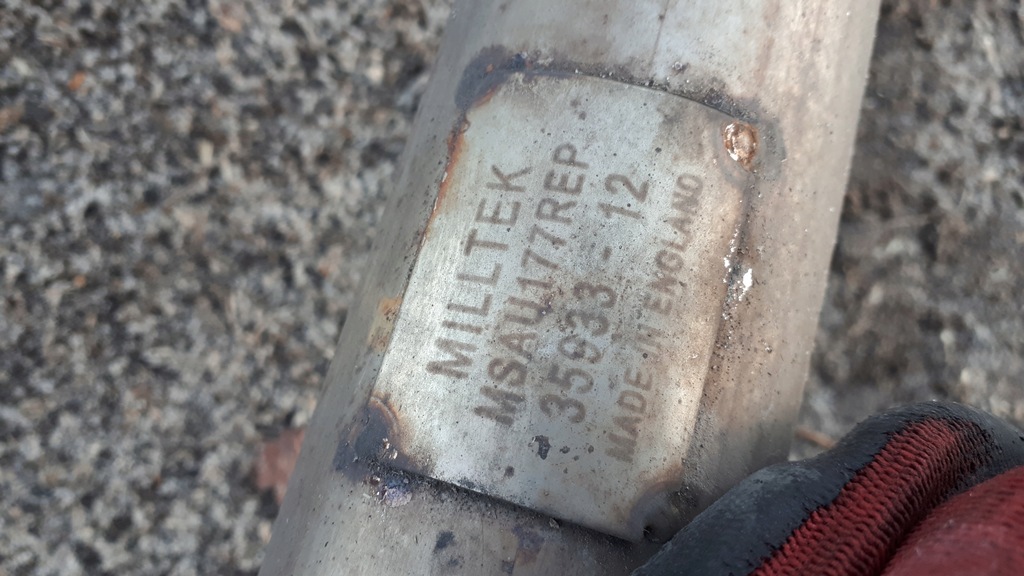 MILLTEK
MSAU177REP
35933-12
MADE IN ENGLAND